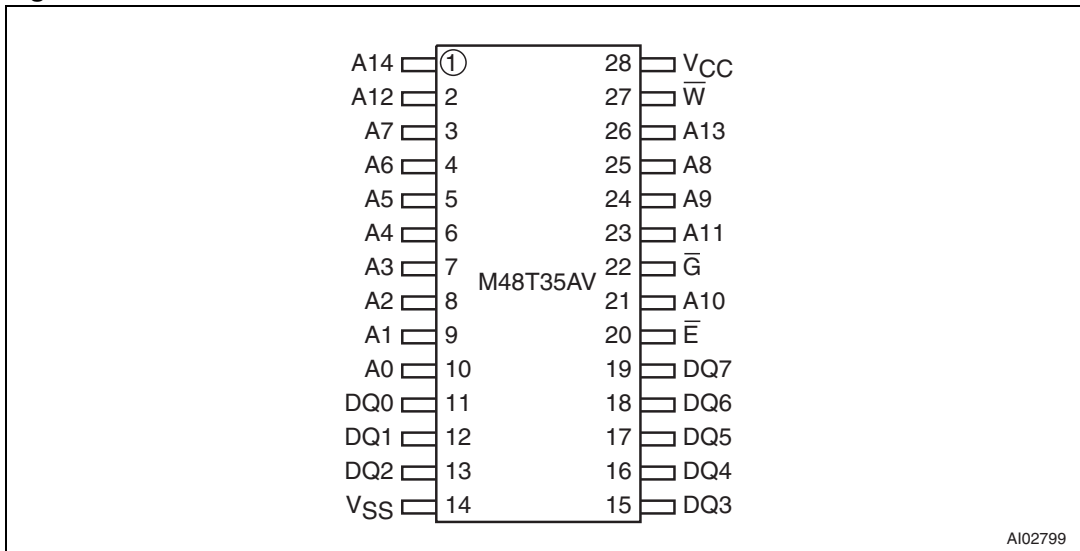 A14 1 28 VCC
A12 2 27 W̅
A7 3 26 A13
A6 4 25 A8
A5 5 24 A9
A4 6 23 A11
A3 7 22 G̅
M48T35AV
A2 8 21 A10
A1 9 20 E̅
A0 10 19 DQ7
DQ0 11 18 DQ6
DQ1 12 17 DQ5
DQ2 13 16 DQ4
VSS 14 15 DQ3
AI02799